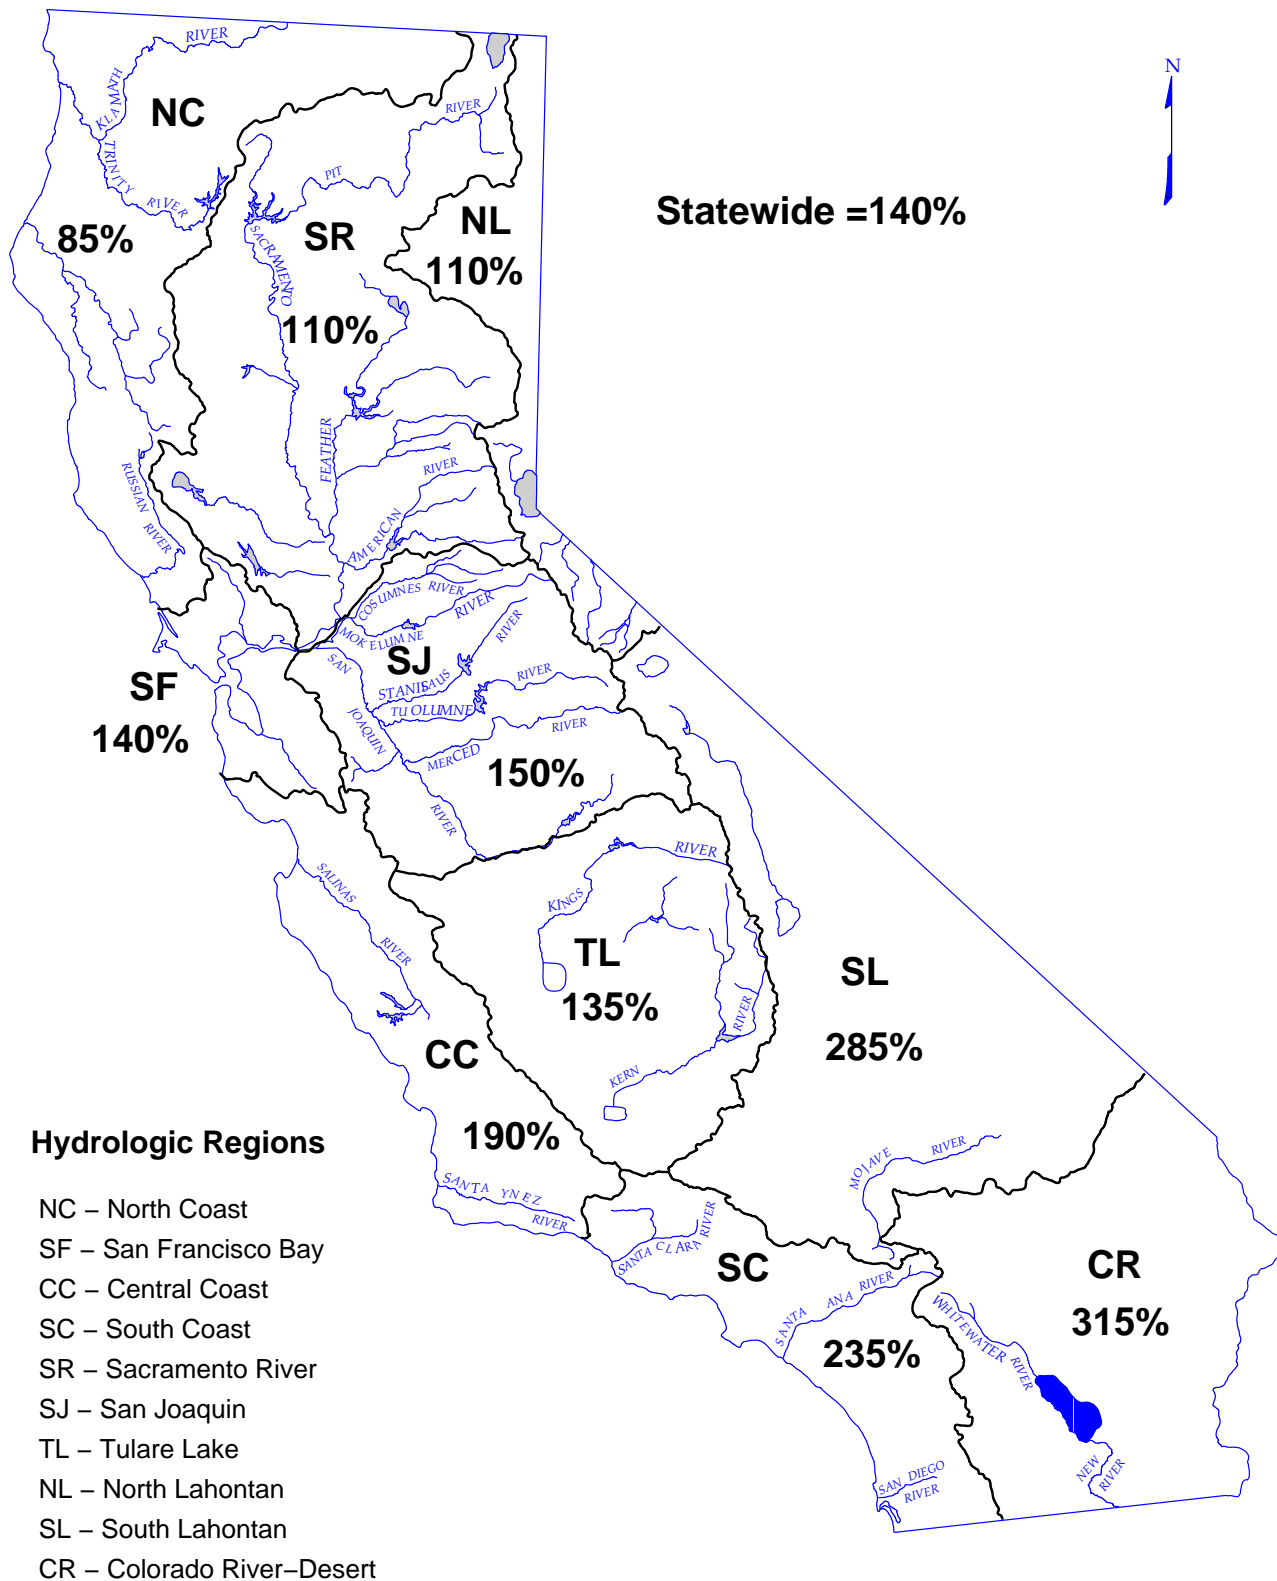 RIVER
KLAMATH
NC
N
RIVER
TRINITY
PIT
RIVER
NL
Statewide =140%
85%
SR
SACRAMENTO
110%
110%
FEATHER
RIVER
RUSSIAN RIVER
AMERICAN
COSUMNES RIVER
RIVER
MOKELUMNE
RIVER
SAN
SJ
SF
STANISLAUS
RIVER
TUOLUMNE
JOAQUIN
RIVER
140%
MERCED
150%
RIVER
RIVER
SALINAS
KINGS
RIVER
TL
SL
135%
RIVER
285%
CC
KERN
190%
Hydrologic Regions
MOJAVE
RIVER
SANTA YNEZ
RIVER
NC – North Coast
SF – San Francisco Bay
CC – Central Coast
SC – South Coast
SR – Sacramento River
SJ – San Joaquin
TL – Tulare Lake
NL – North Lahontan
SL – South Lahontan
CR – Colorado River–Desert
SANTA CLARA RIVER
SC
CR
SANTA ANA RIVER
315%
WHITEWATER RIVER
235%
NEW
RIVER
SAN DIEGO
RIVER